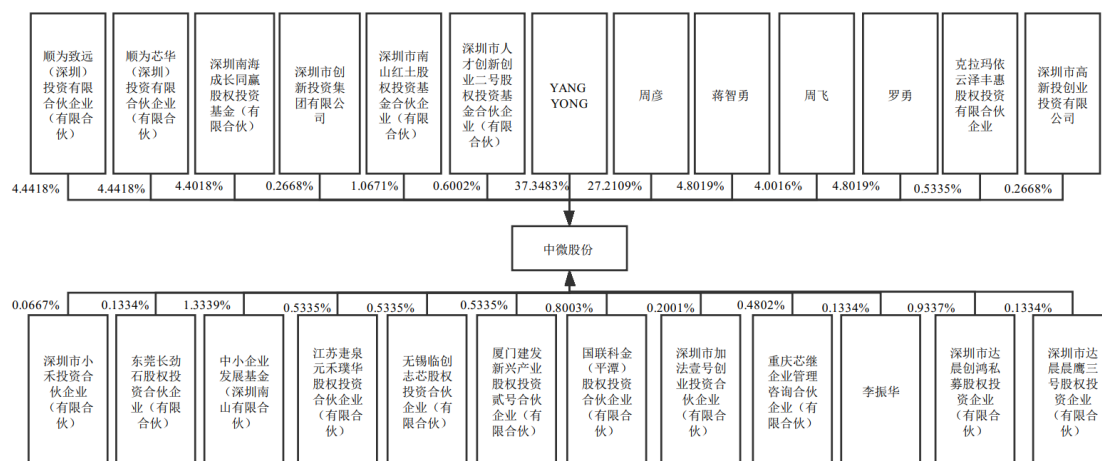 顺为致远
（深圳）
投资有限
合伙企业
（有限合
伙）
顺为芯华
（深圳）
投资有限
合伙企业
（有限合
伙）
深圳南海
成长同赢
股权投资
基金（有
限合伙）
深圳市创
新投资集
团有限公
司
深圳市南
山红土股
权投资基
金合伙企
业（有限
合伙）
深圳市人
才创新创
业二号股
权投资基
金合伙企
业（有限
合伙）
YANG
YONG
周彦
蒋智勇
周飞
罗勇
克拉玛依
云泽丰惠
股权投资
有限合伙
企业
深圳市高
新投创业
投资有限
公司
4.4418%
4.4418%
4.4018%
0.2668%
1.0671%
0.6002%
37.3483%
27.2109%
4.8019%
4.0016%
4.8019%
0.5335%
0.2668%
中微股份
0.0667%
0.1334%
1.3339%
0.5335%
0.5335%
0.5335%
0.8003%
0.2001%
0.4802%
0.1334%
0.9337%
0.1334%
深圳市小
禾投资合
伙企业
（有限合
伙）
东莞长劲
石股权投
资合伙企
业（有限
合伙）
中小企业
发展基金
（深圳南
山有限合
伙）
江苏疌泉
元禾璞华
股权投资
合伙企业
（有限合
伙）
无锡临创
志芯股权
投资合伙
企业（有
限合伙）
厦门建发
新兴产业
股权投资
贰号合伙
企业（有
限合伙）
国联科金
（平潭）
股权投资
合伙企业
（有限合
伙）
深圳市加
法壹号创
业投资合
伙企业
（有限合
伙）
重庆芯继
企业管理
咨询合伙
企业（有
限合伙）
李振华
深圳市达
晨创鸿私
募股权投
资企业
（有限合
伙）
深圳市达
晨晨鹰三
号股权投
资企业
（有限合
伙）